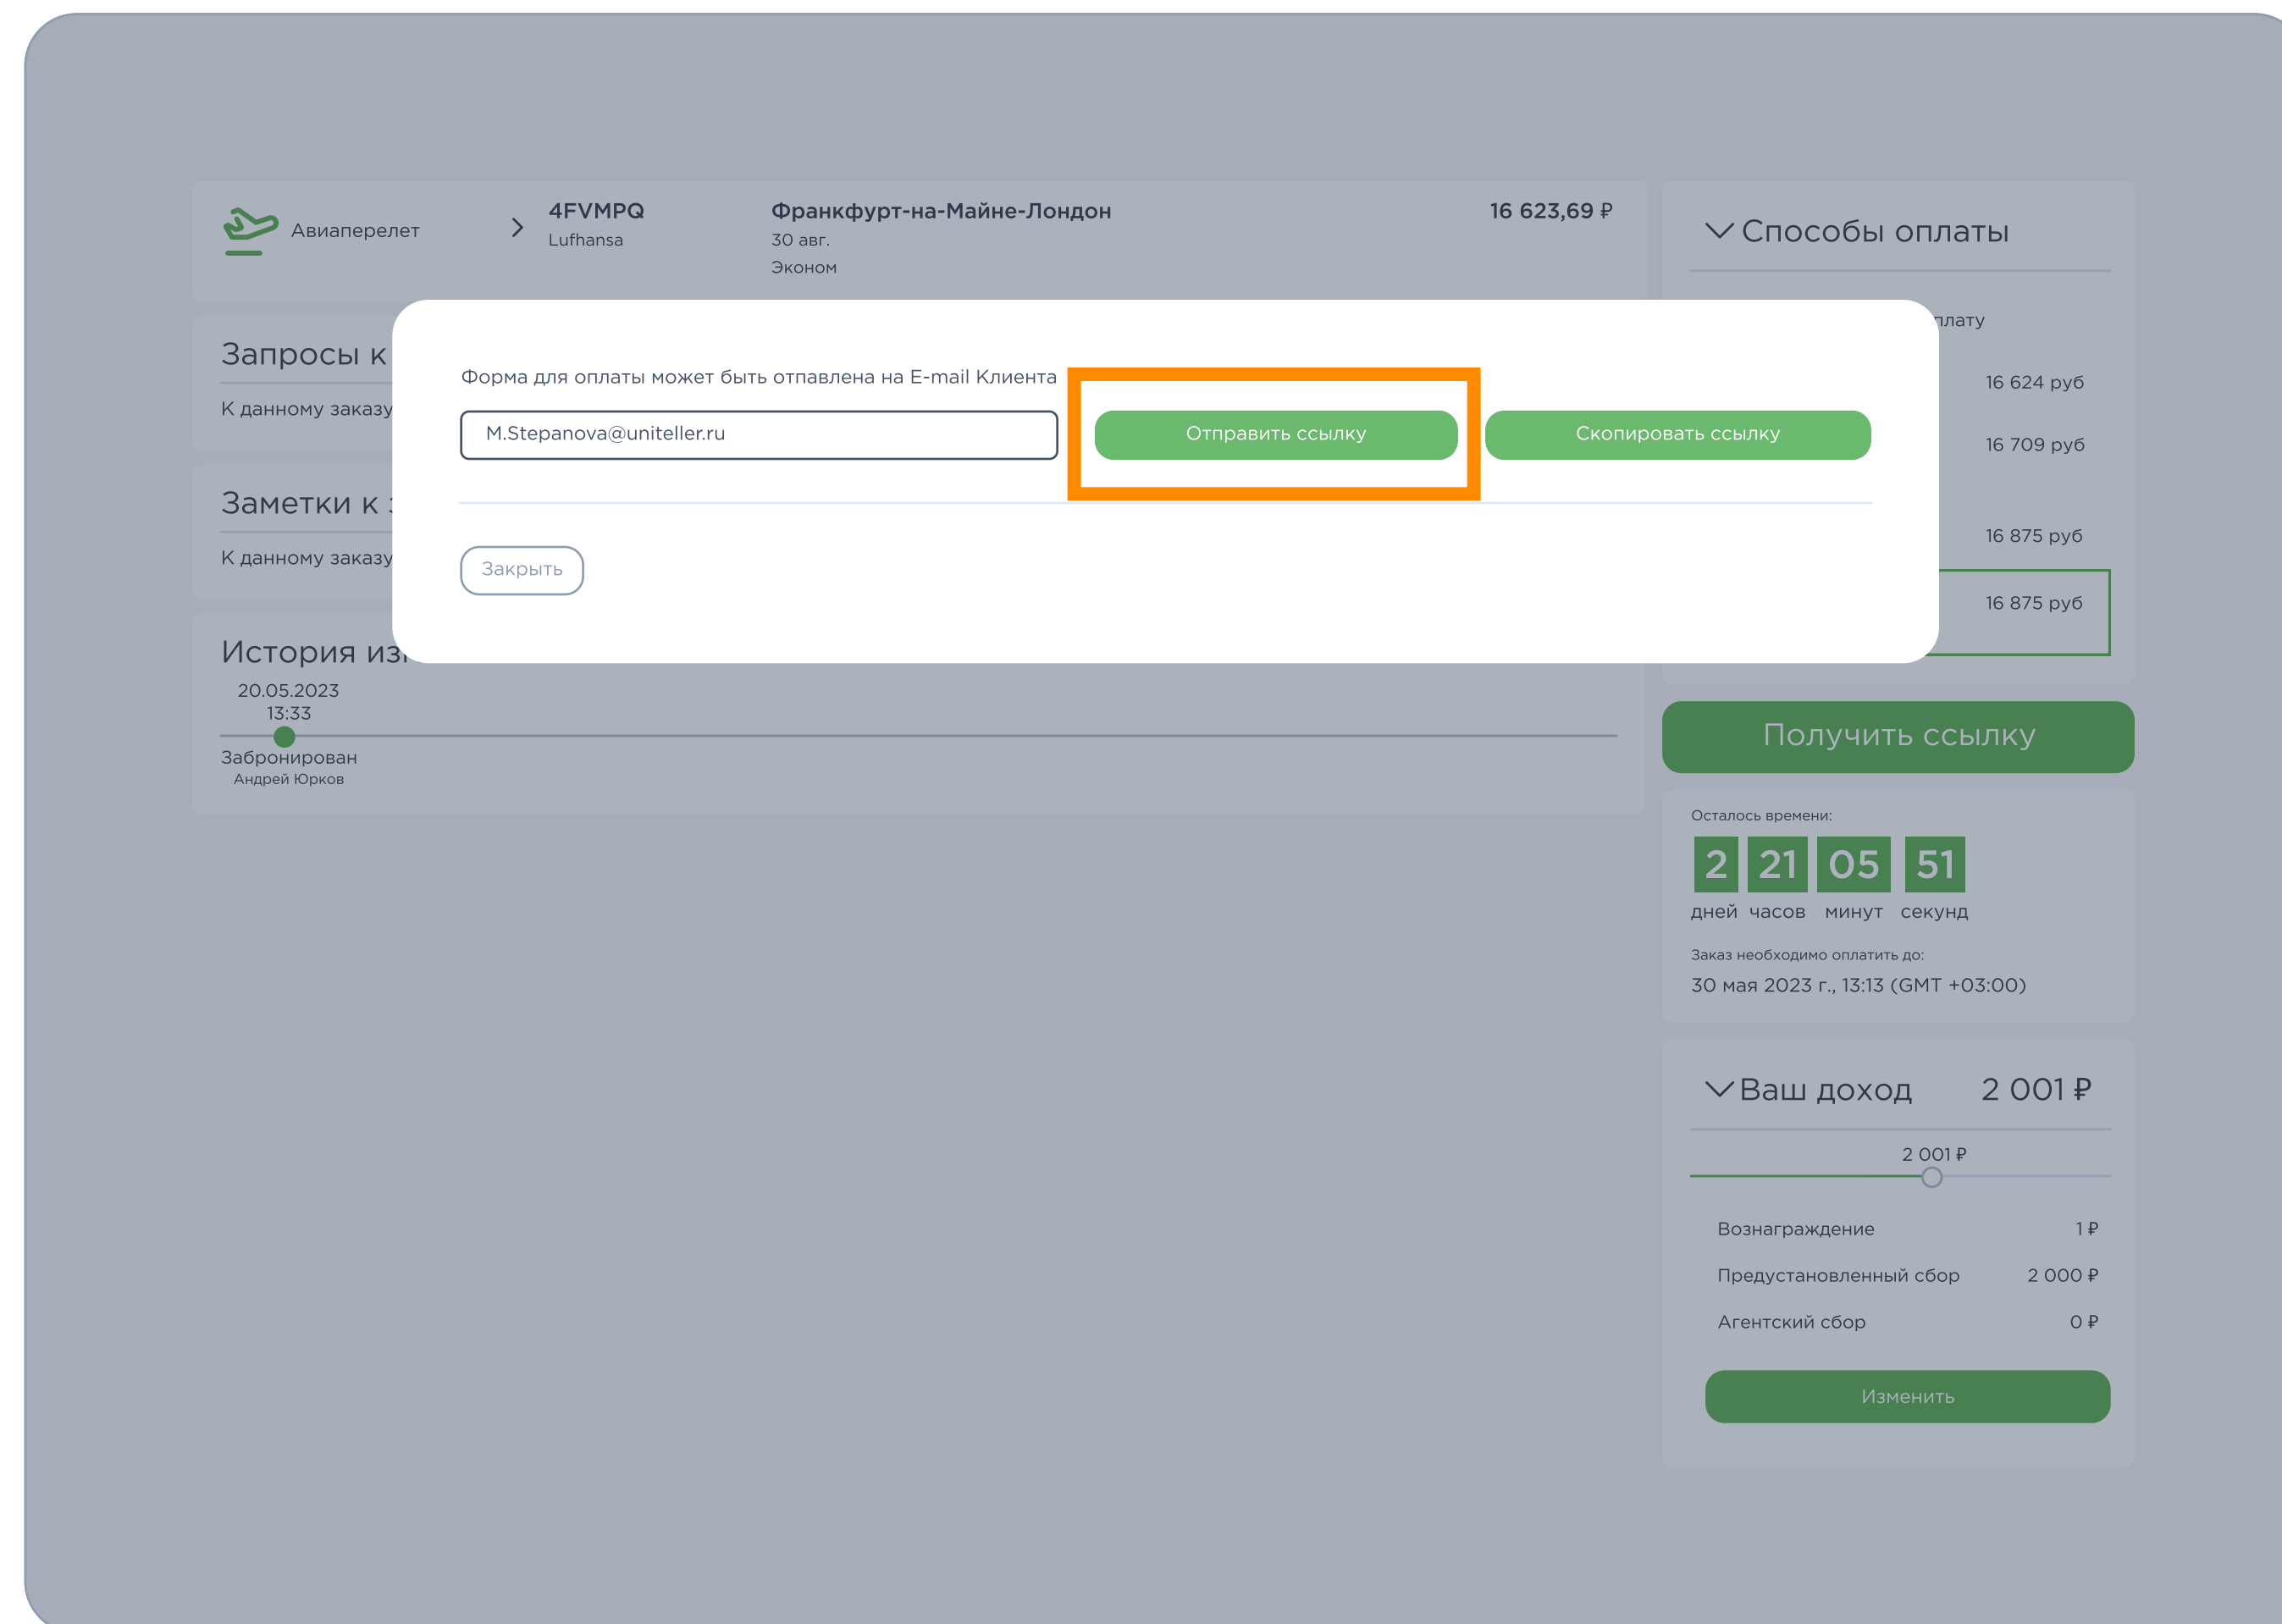 Авиаперелет
4FVMPQ
Lufhansa
Франкфурт-на-Майне-Лондон
30 авг.
Эконом
16 623,69 ₽
Запросы к
К данному заказу
Заметки к
К данному заказу
История из
20.05.2023
13:33
Забронирован
Андрей Юрков
Форма для оплаты может быть отпавлена на E-mail Клиента
M.Stepanova@uniteller.ru
Отправить ссылку
Скопировать ссылку
Закрыть
Способы оплаты
плату
16 624 руб
16 709 руб
16 875 руб
16 875 руб
Получить ссылку
Осталось времени:
2 21 05 51
дней часов минут секунд
Заказ необходимо оплатить до:
30 мая 2023 г., 13:13 (GMT +03:00)
Ваш доход 2 001 ₽
2 001 ₽
Вознаграждение 1 ₽
Предустановленный сбор 2 000 ₽
Агентский сбор 0 ₽
Изменить